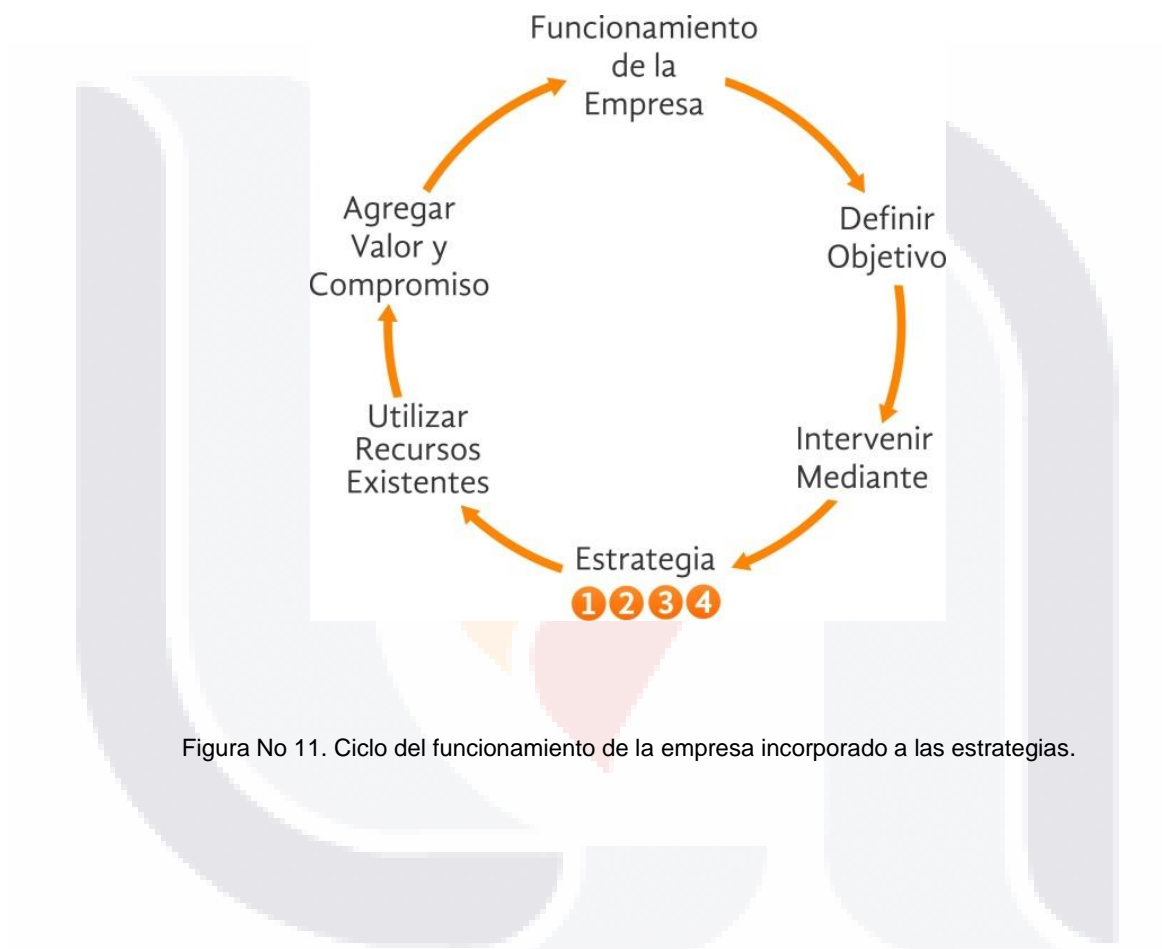 Funcionamiento
de la
Empresa
Definir
Objetivo
Intervenir
Mediante
Estrategia
1 2 3 4
Utilizar
Recursos
Existentes
Agregar
Valor y
Compromiso
Figura No 11. Ciclo del funcionamiento de la empresa incorporado a las estrategias.